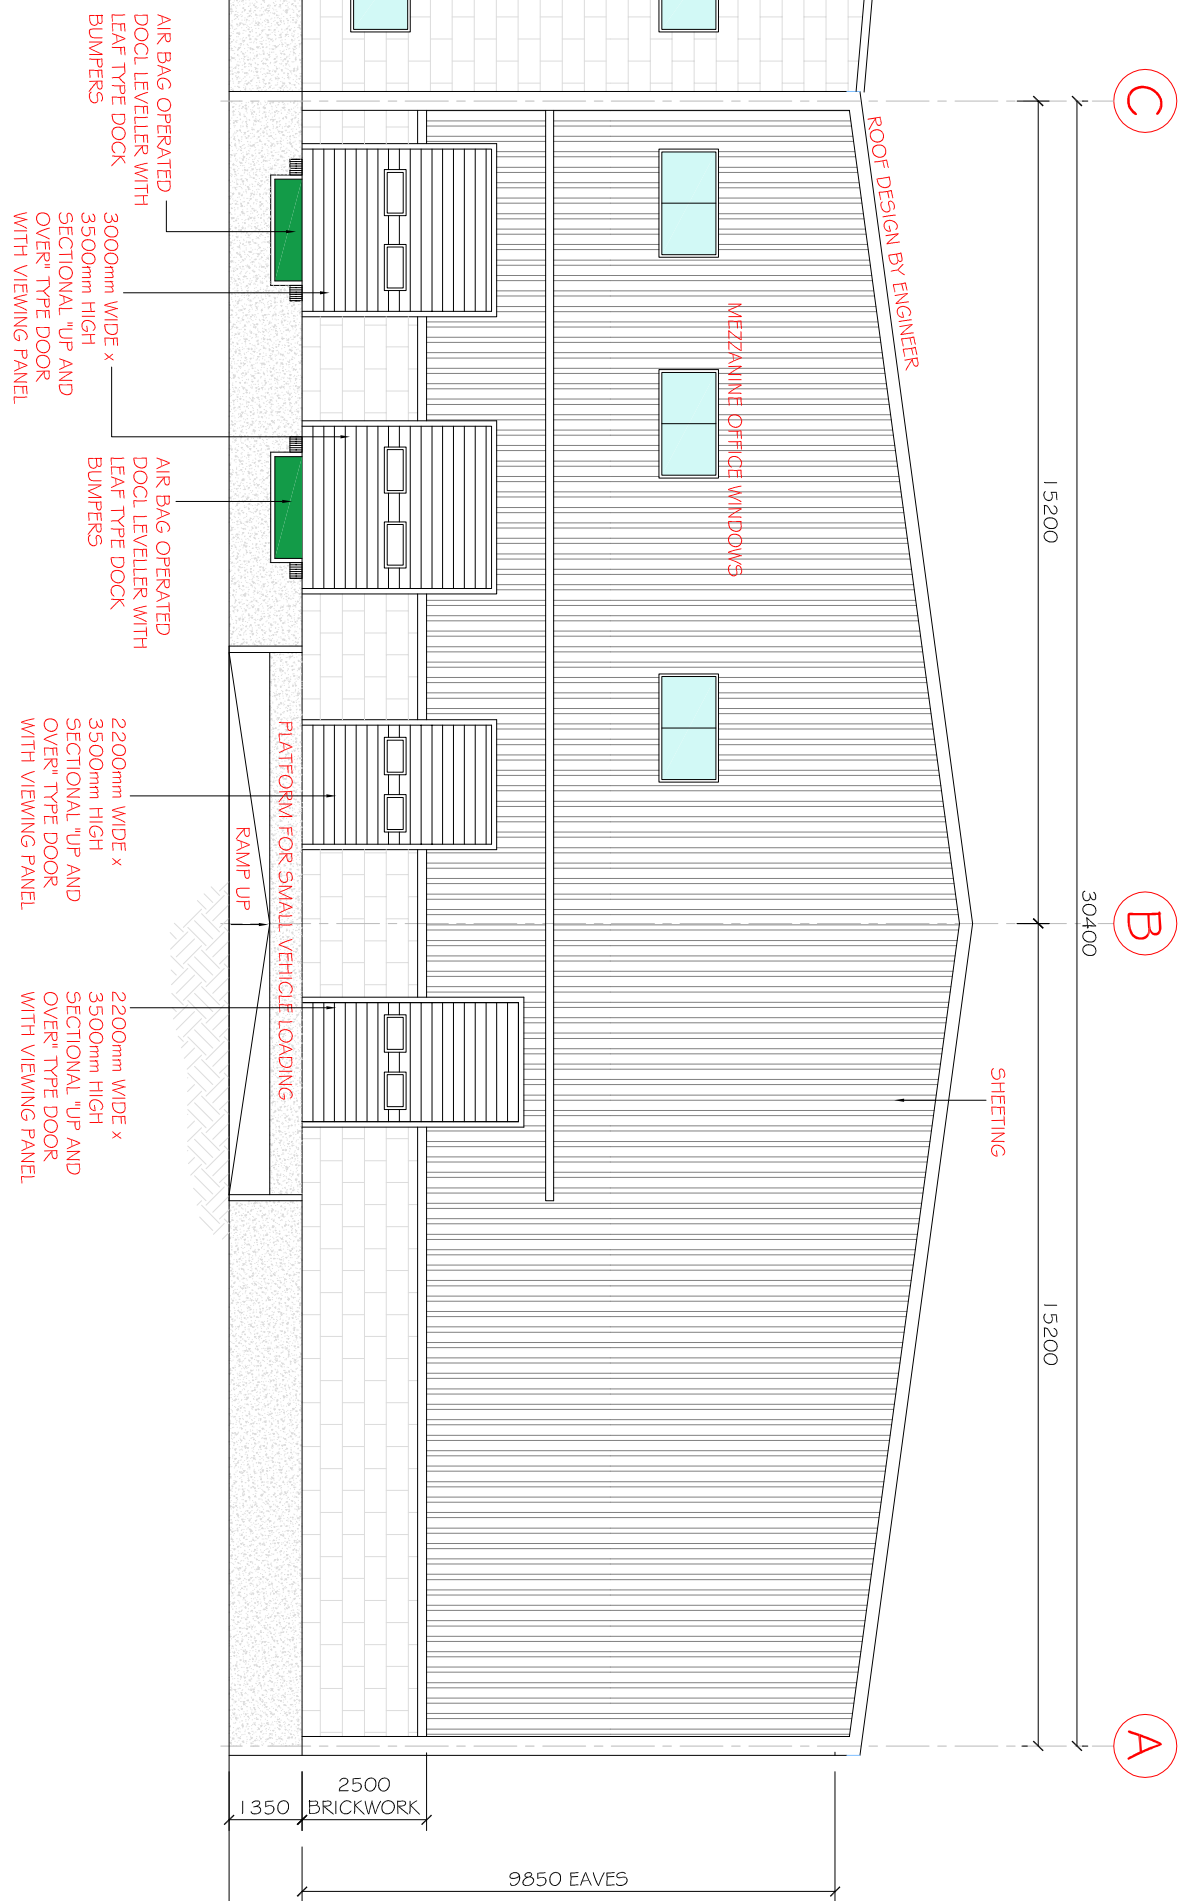 C
B
A
30400
15200
15200
ROOF DESIGN BY ENGINEER
SHEETING
MEZZANINE OFFICE WINDOWS
PLATFORM FOR SMALL VEHICLE LOADING
RAMP UP
AIR BAG OPERATED
DOCL LEVELLER WITH
LEAF TYPE DOCK
BUMPERS
3000mm WIDE x
3500mm HIGH
SECTIONAL "UP AND
OVER" TYPE DOOR
WITH VIEWING PANEL
AIR BAG OPERATED
DOCL LEVELLER WITH
LEAF TYPE DOCK
BUMPERS
2200mm WIDE x
3500mm HIGH
SECTIONAL "UP AND
OVER" TYPE DOOR
WITH VIEWING PANEL
2200mm WIDE x
3500mm HIGH
SECTIONAL "UP AND
OVER" TYPE DOOR
WITH VIEWING PANEL
1350
2500
BRICKWORK
9850 EAVES